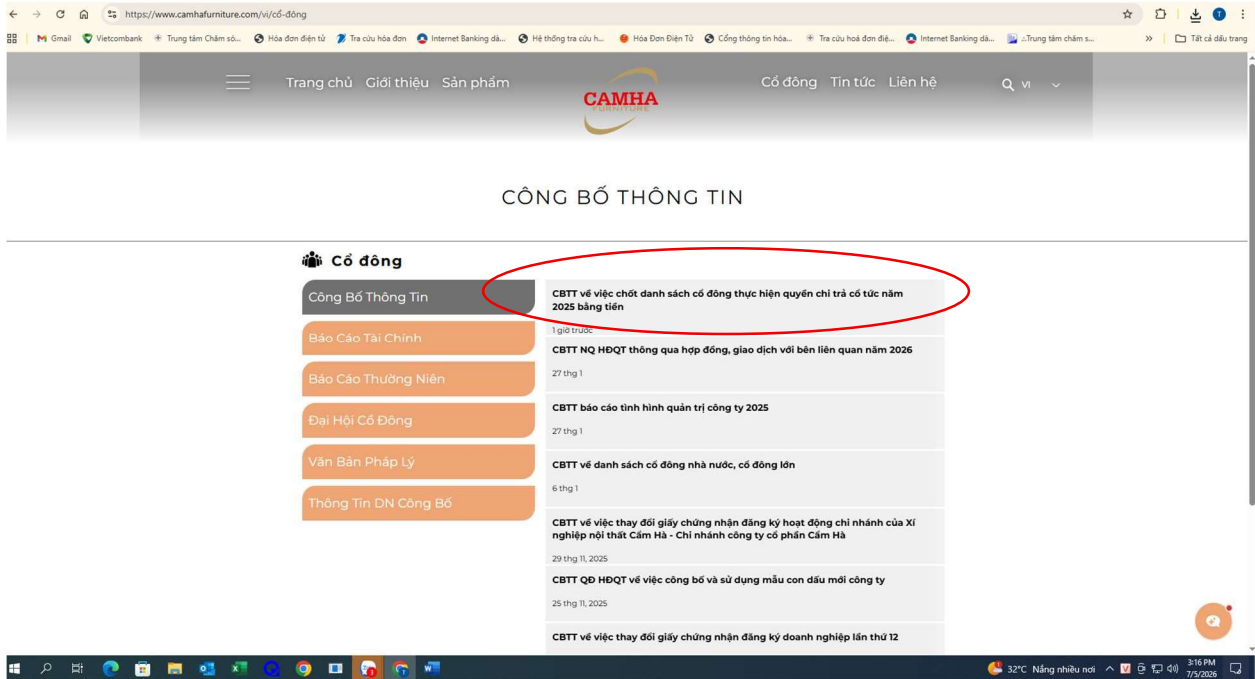 https://www.camhafurniture.com/vi/cổ-đông
Gmail Vietcombank Trung tâm Chăm só... Hóa đơn điện tử Tra cứu hóa đơn Internet Banking dà... Hệ thống tra cứu h... Hóa Đơn Điện Tử Cổng thông tin hóa... Tra cứu hoá đơn điệ... Internet Banking dà... .:Trung tâm chăm s... » Tất cả dấu trang
Trang chủ Giới thiệu Sản phẩm
CAMHA
FURNITURE
Cổ đông Tin tức Liên hệ
VI
CÔNG BỐ THÔNG TIN
Cổ đông
Công Bố Thông Tin
Báo Cáo Tài Chính
Báo Cáo Thường Niên
Đại Hội Cổ Đông
Văn Bản Pháp Lý
Thông Tin DN Công Bố
CBTT về việc chốt danh sách cổ đông thực hiện quyền chi trả cổ tức năm
2025 bằng tiền
1 giờ trước
CBTT NQ HĐQT thông qua hợp đồng, giao dịch với bên liên quan năm 2026
27 thg 1
CBTT báo cáo tình hình quản trị công ty 2025
27 thg 1
CBTT về danh sách cổ đông nhà nước, cổ đông lớn
6 thg 1
CBTT về việc thay đổi giấy chứng nhận đăng ký hoạt động chi nhánh của Xí
nghiệp nội thất Cẩm Hà - Chi nhánh công ty cổ phần Cẩm Hà
29 thg 11, 2025
CBTT QĐ HĐQT về việc công bố và sử dụng mẫu con dấu mới công ty
25 thg 11, 2025
CBTT về việc thay đổi giấy chứng nhận đăng ký doanh nghiệp lần thứ 12
32°C Nắng nhiều nơi
3:16 PM
7/5/2026